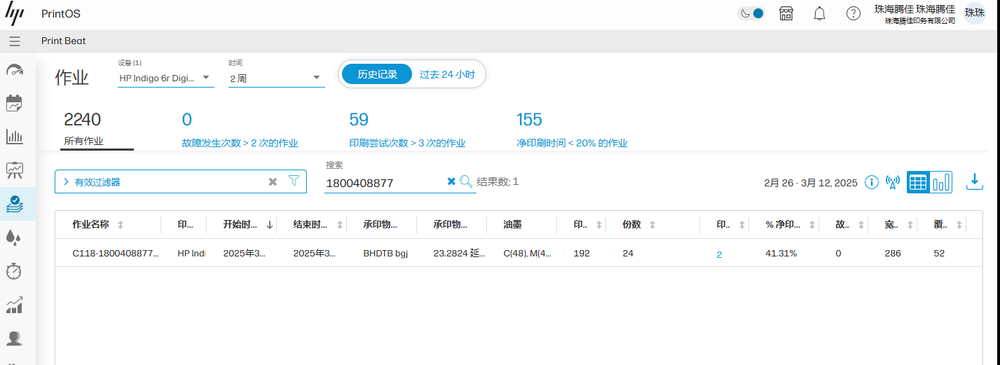 hp
PrintOS
珠海腾佳 珠海腾佳
珠海腾佳印务有限公司
珠珠
Print Beat
作业
设备 (1)
HP Indigo 6r Digi...
时间
2 周
历史记录
过去 24 小时
2240
所有作业
0
故障发生次数 > 2 次的作业
59
印刷尝试次数 > 3 次的作业
155
净印刷时间 < 20% 的作业
有效过滤器
搜索
1800408877
结果数: 1
2月 26 - 3月 12, 2025
作业名称 印... 开始时... 结束时... 承印物... 承印物... 油墨 印.. 份数 印.. % 净印... 故.. 宽.. 覆..
C118-1800408877... HP Indi 2025年3... 2025年3... BHDTB bgj 23.2824 延... C(48), M(4... 192 24 2 41.31% 0 286 52